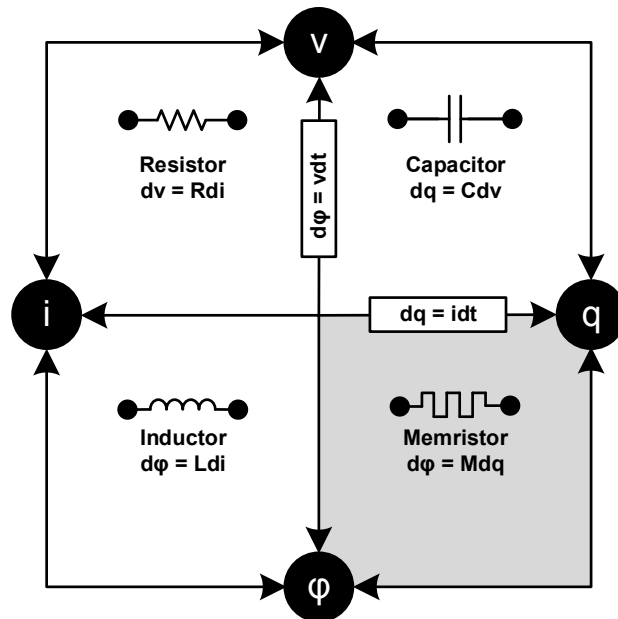 v
Resistor
dv = Rdi
Capacitor
dq = Cdv
dφ = vdt
i
dq = idt
q
Inductor
dφ = Ldi
Memristor
dφ = Mdq
φ